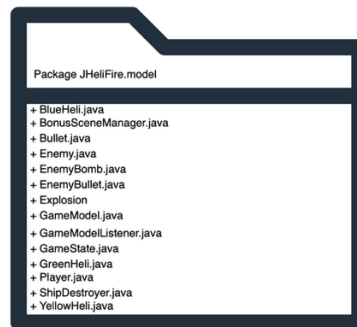 Package JHeliFire.model
+ BlueHeli.java
+ BonusSceneManager.java
+ Bullet.java
+ Enemy.java
+ EnemyBomb.java
+ EnemyBullet.java
+ Explosion
+ GameModel.java
+ GameModelListener.java
+ GameState.java
+ GreenHeli.java
+ Player.java
+ ShipDestroyer.java
+ YellowHeli.java